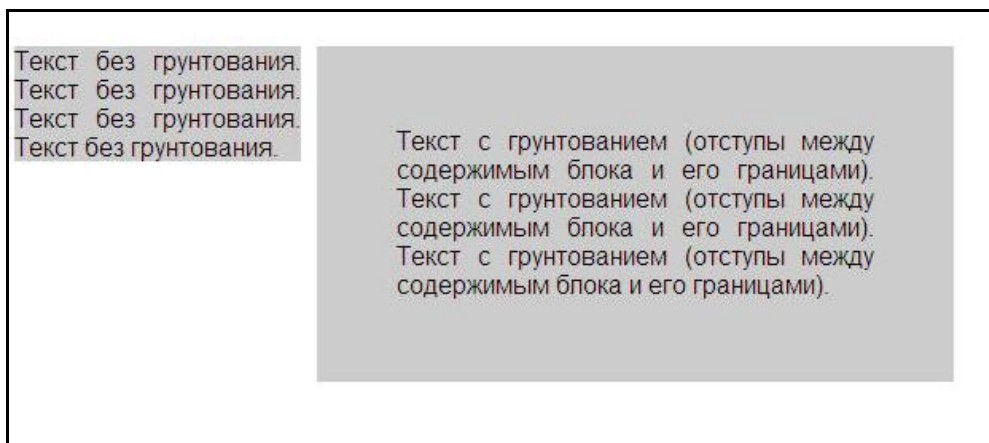 Текст без грунтования.
Текст без грунтования.
Текст без грунтования.
Текст без грунтования.
Текст с грунтованием (отступы между
содержимым блока и его границами).
Текст с грунтованием (отступы между
содержимым блока и его границами).
Текст с грунтованием (отступы между
содержимым блока и его границами).